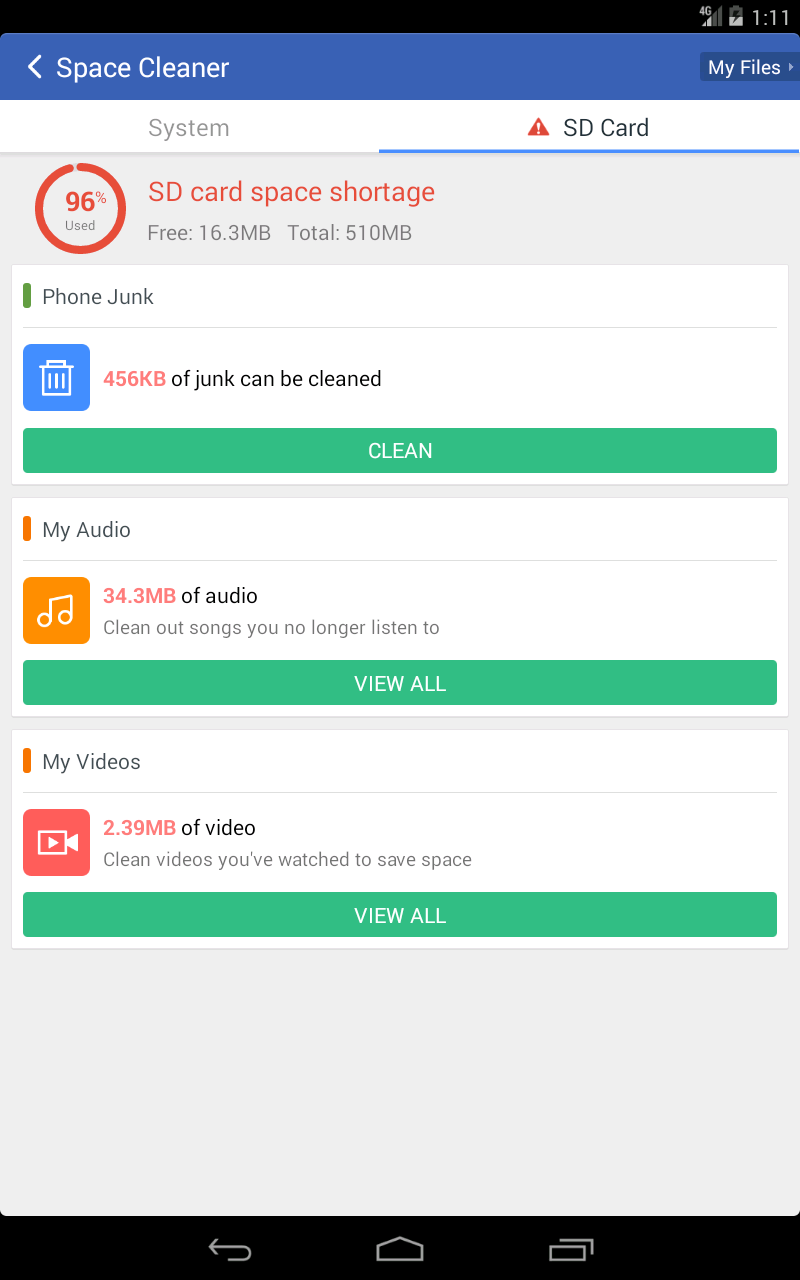 4G 1:11
Space Cleaner
My Files
System
SD Card
96%
Used
SD card space shortage
Free: 16.3MB Total: 510MB
Phone Junk
456KB of junk can be cleaned
CLEAN
My Audio
34.3MB of audio
Clean out songs you no longer listen to
VIEW ALL
My Videos
2.39MB of video
Clean videos you've watched to save space
VIEW ALL